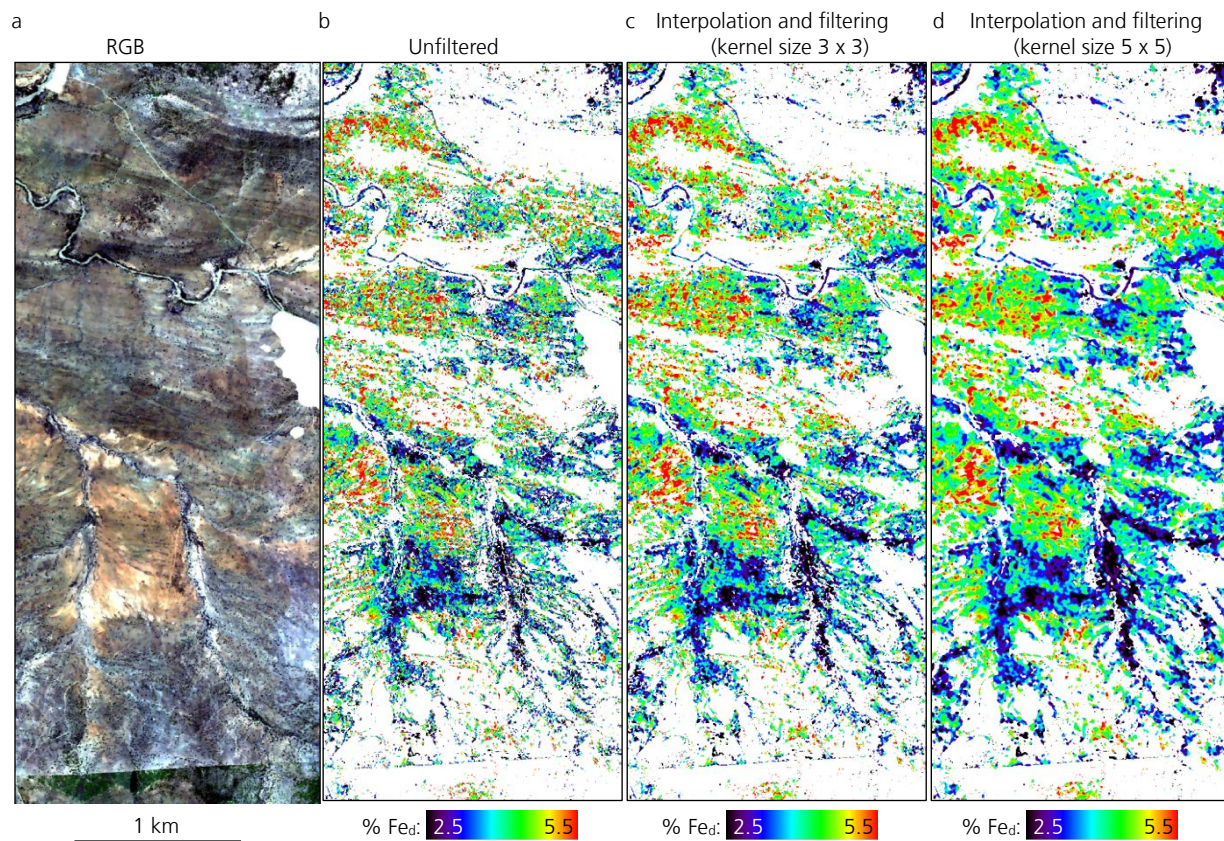 a
RGB
b
Unfiltered
c Interpolation and filtering
(kernel size 3 x 3)
d Interpolation and filtering
(kernel size 5 x 5)
1 km
% Fed: 2.5 5.5
% Fed: 2.5 5.5
% Fed: 2.5 5.5